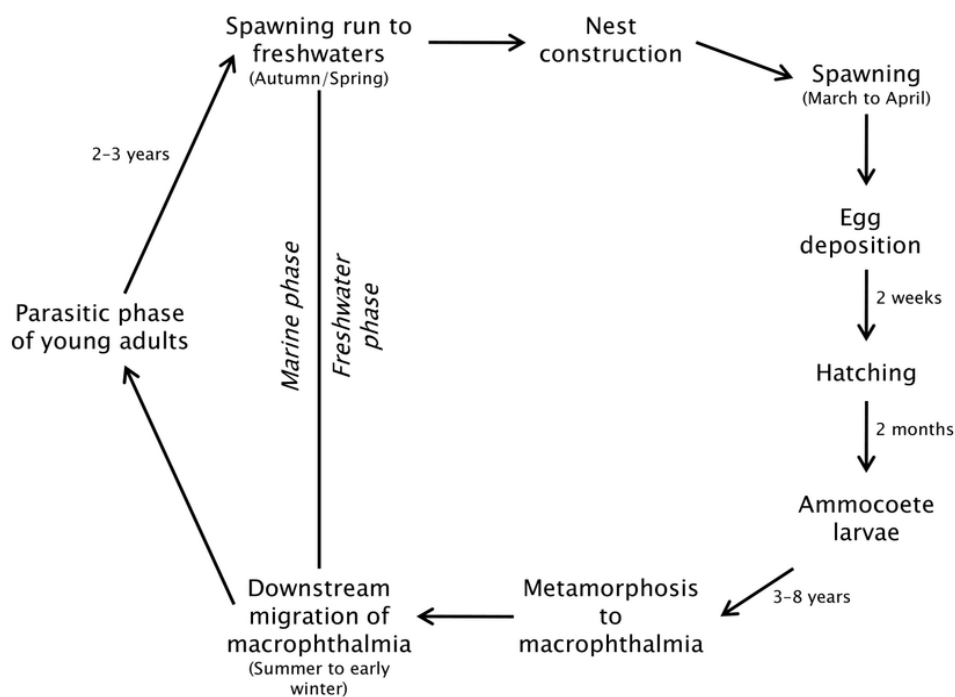 Spawning run to
freshwaters
(Autumn/Spring)
Nest
construction
Spawning
(March to April)
2-3 years
Egg
deposition
2 weeks
Marine phase
Freshwater
phase
Parasitic phase
of young adults
Hatching
2 months
Ammocoete
larvae
3-8 years
Downstream
migration of
macrophthalmia
(Summer to early
winter)
Metamorphosis
to
macrophthalmia